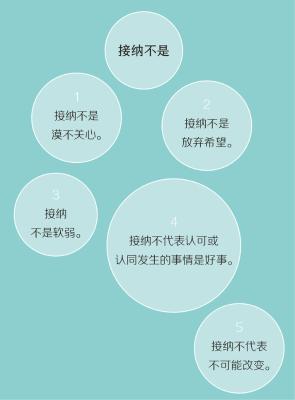 接纳不是
1
接纳不是
漠不关心。
2
接纳不是
放弃希望。
3
接纳
不是软弱。
4
接纳不代表认可或
认同发生的事情是好事。
5
接纳不代表
不可能改变。